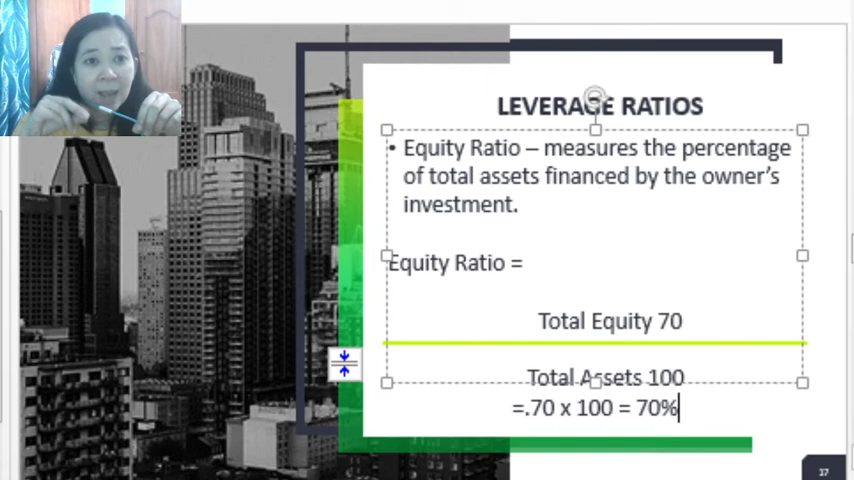 LEVERAGE RATIOS
• Equity Ratio – measures the percentage
of total assets financed by the owner's
investment.
Equity Ratio =
Total Equity 70
Total Assets 100
=.70 x 100 = 70%
37